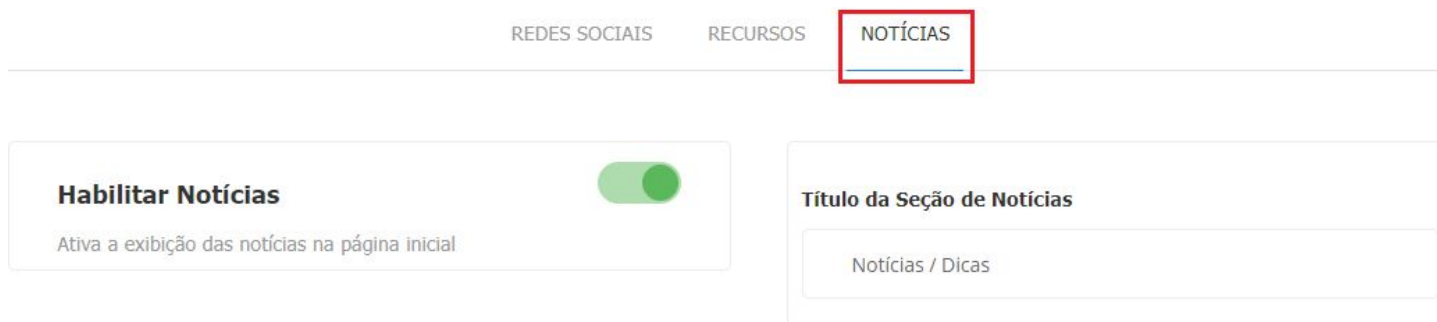 REDES SOCIAIS RECURSOS NOTÍCIAS
Habilitar Notícias
Ativa a exibição das notícias na página inicial
Título da Seção de Notícias
Notícias / Dicas